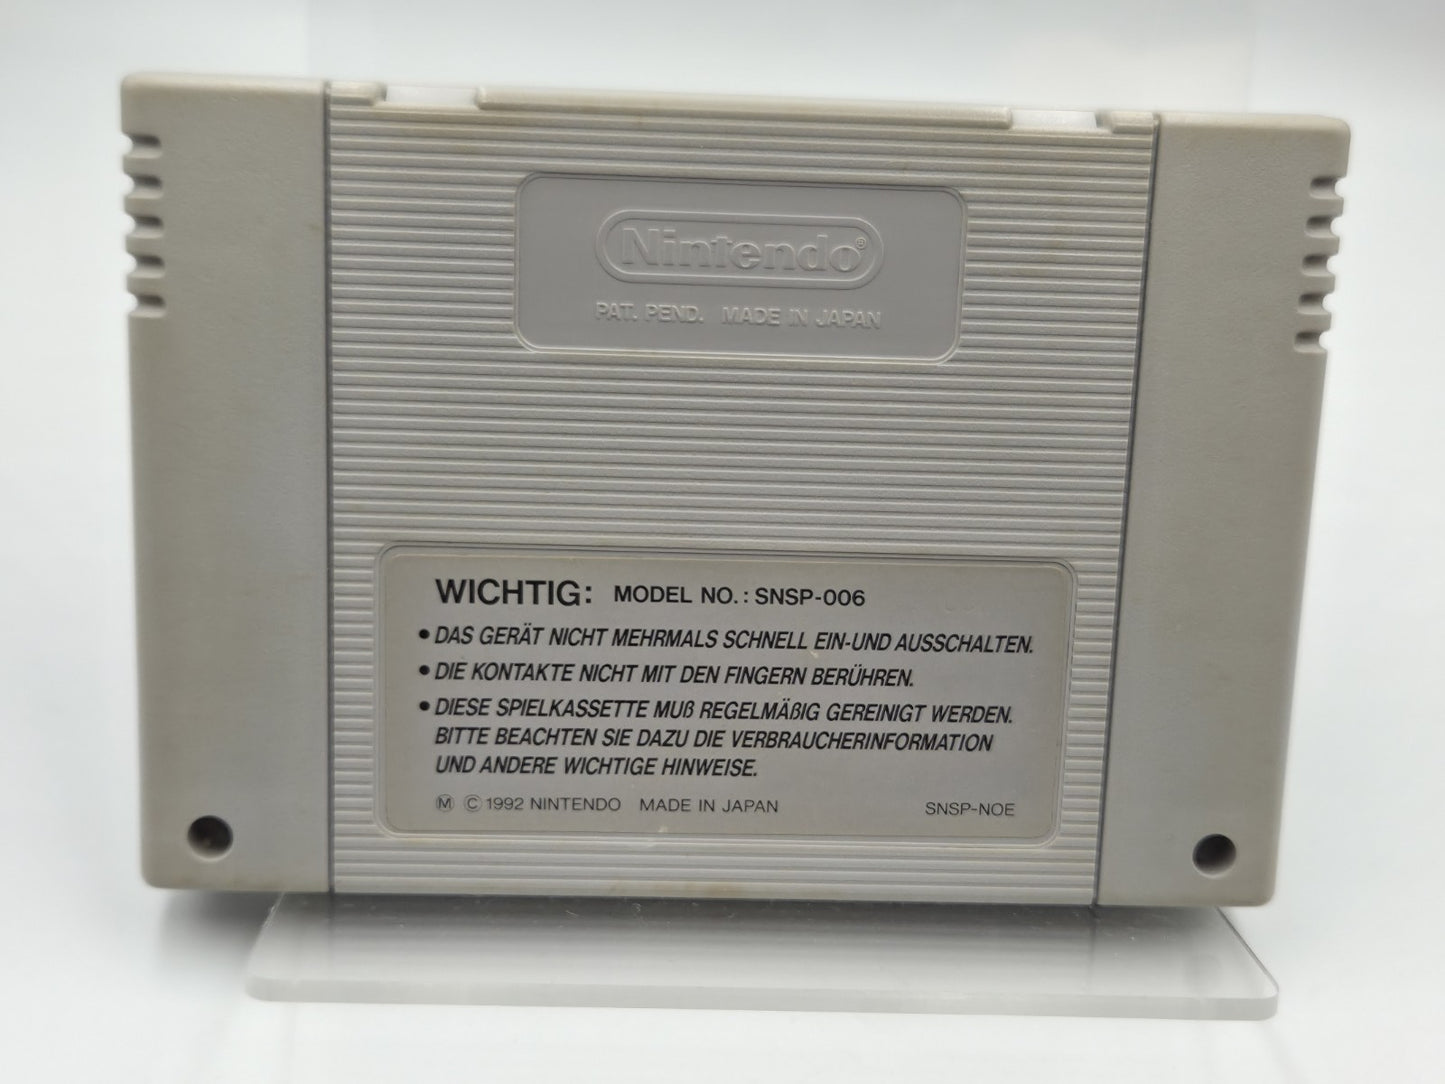 Nintendo®
PAT. PEND. MADE IN JAPAN
WICHTIG: MODEL NO.: SNSP-006
• DAS GERÄT NICHT MEHRMALS SCHNELL EIN-UND AUSSCHALTEN.
• DIE KONTAKTE NICHT MIT DEN FINGERN BERÜHREN.
• DIESE SPIELKASSETTE MUß REGELMÄßIG GEREINIGT WERDEN.
BITTE BEACHTEN SIE DAZU DIE VERBRAUCHERINFORMATION
UND ANDERE WICHTIGE HINWEISE.
Ⓜ © 1992 NINTENDO MADE IN JAPAN SNSP-NOE